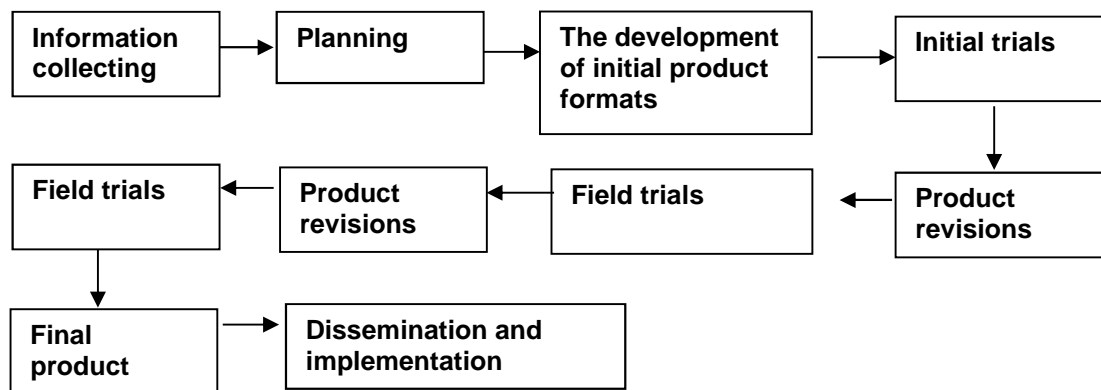 Information
collecting
Planning
The development
of initial product
formats
Initial trials
Product
revisions
Field trials
Product
revisions
Field trials
Final
product
Dissemination and
implementation